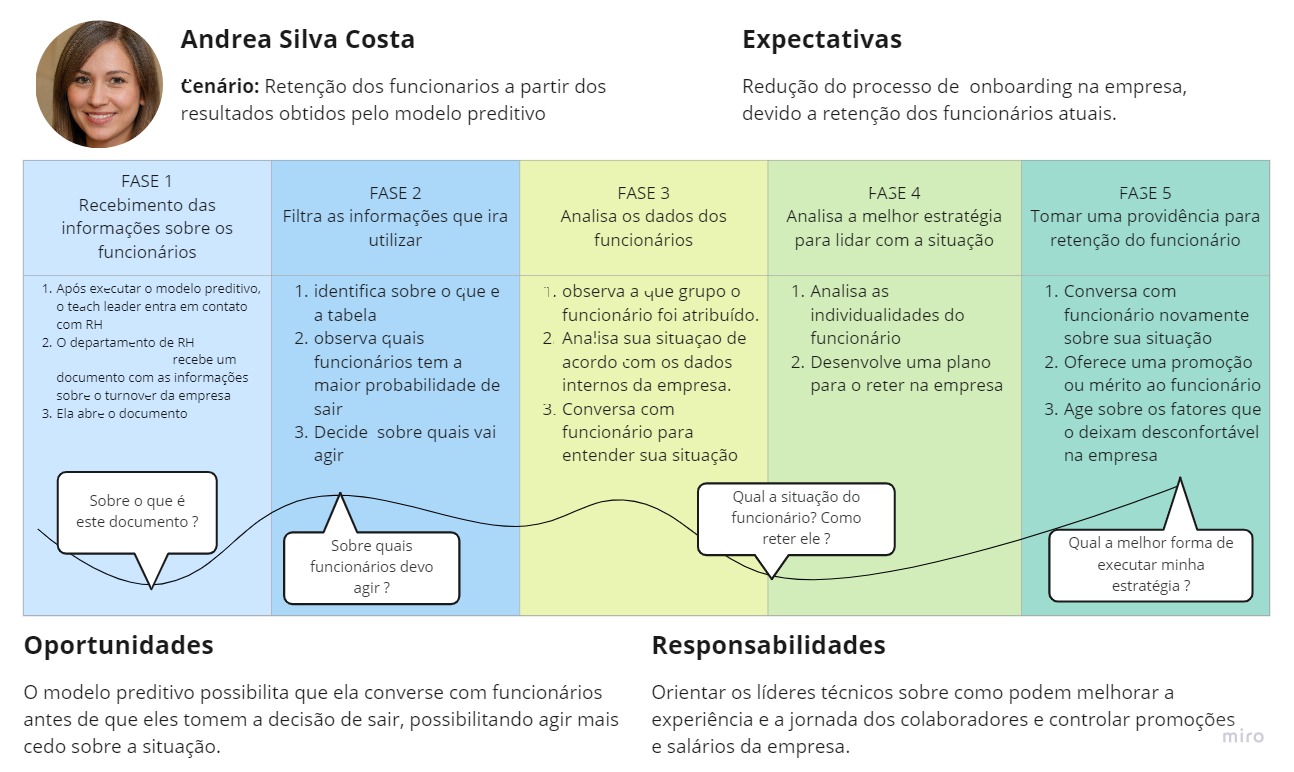 Andrea Silva Costa
Cenário: Retenção dos funcionarios a partir dos
resultados obtidos pelo modelo preditivo
Expectativas
Redução do processo de onboarding na empresa,
devido a retenção dos funcionários atuais.
FASE 1
Recebimento das
informações sobre os
funcionários
FASE 2
Filtra as informações que ira
utilizar
FASE 3
Analisa os dados dos
funcionários
FASE 4
Analisa a melhor estratégia
para lidar com a situação
FASE 5
Tomar uma providência para
retenção do funcionário
1. Após executar o modelo preditivo,
o teach leader entra em contato
com RH
2. O departamento de RH
recebe um
documento com as informações
sobre o turnover da empresa
3. Ela abre o documento
1. identifica sobre o que e
a tabela
2. observa quais
funcionários tem a
maior probabilidade de
sair
3. Decide sobre quais vai
agir
1. observa a que grupo o
funcionário foi atribuído.
2. Analisa sua situaçao de
acordo com os dados
internos da empresa.
3. Conversa com
funcionário para
entender sua situação
1. Analisa as
individualidades do
funcionário
2. Desenvolve uma plano
para o reter na empresa
1. Conversa com
funcionário novamente
sobre sua situação
2. Oferece uma promoção
ou mérito ao funcionário
3. Age sobre os fatores que
o deixam desconfortável
na empresa
Sobre o que é
este documento ?
Sobre quais
funcionários devo
agir ?
Qual a situação do
funcionário? Como
reter ele ?
Qual a melhor forma de
executar minha
estratégia ?
Oportunidades
O modelo preditivo possibilita que ela converse com funcionários
antes de que eles tomem a decisão de sair, possibilitando agir mais
cedo sobre a situação.
Responsabilidades
Orientar os líderes técnicos sobre como podem melhorar a
experiência e a jornada dos colaboradores e controlar promoções
e salários da empresa.
miro